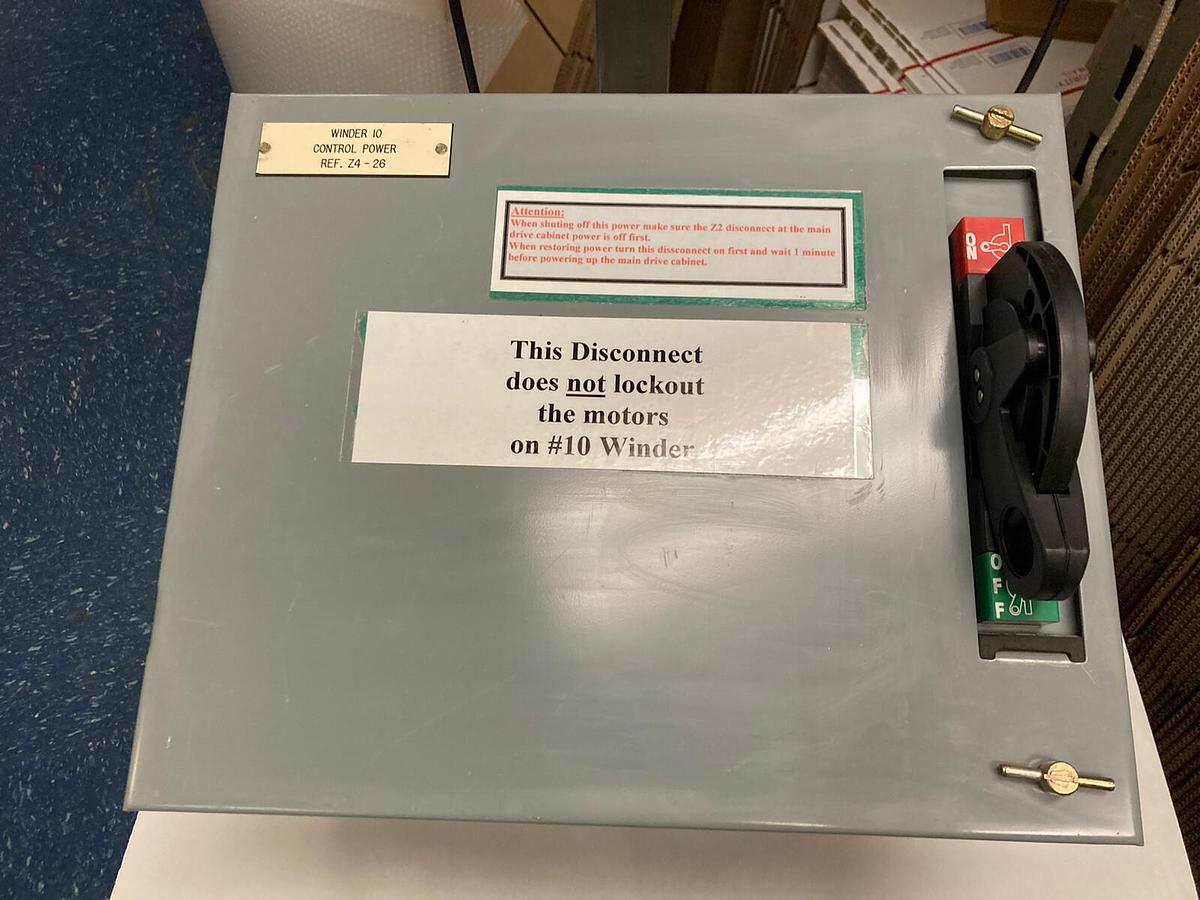 WINDER 10
CONTROL POWER
REF. Z4-26
Attention:
When shuting off this power make sure the Z2 disconnect at the main
drive cabinet power is off first.
When restoring power turn this dissconnect on first and wait 1 minute
before powering up the main drive cabinet.
This Disconnect
does not lockout
the motors
on #10 Winder
ON
OFF